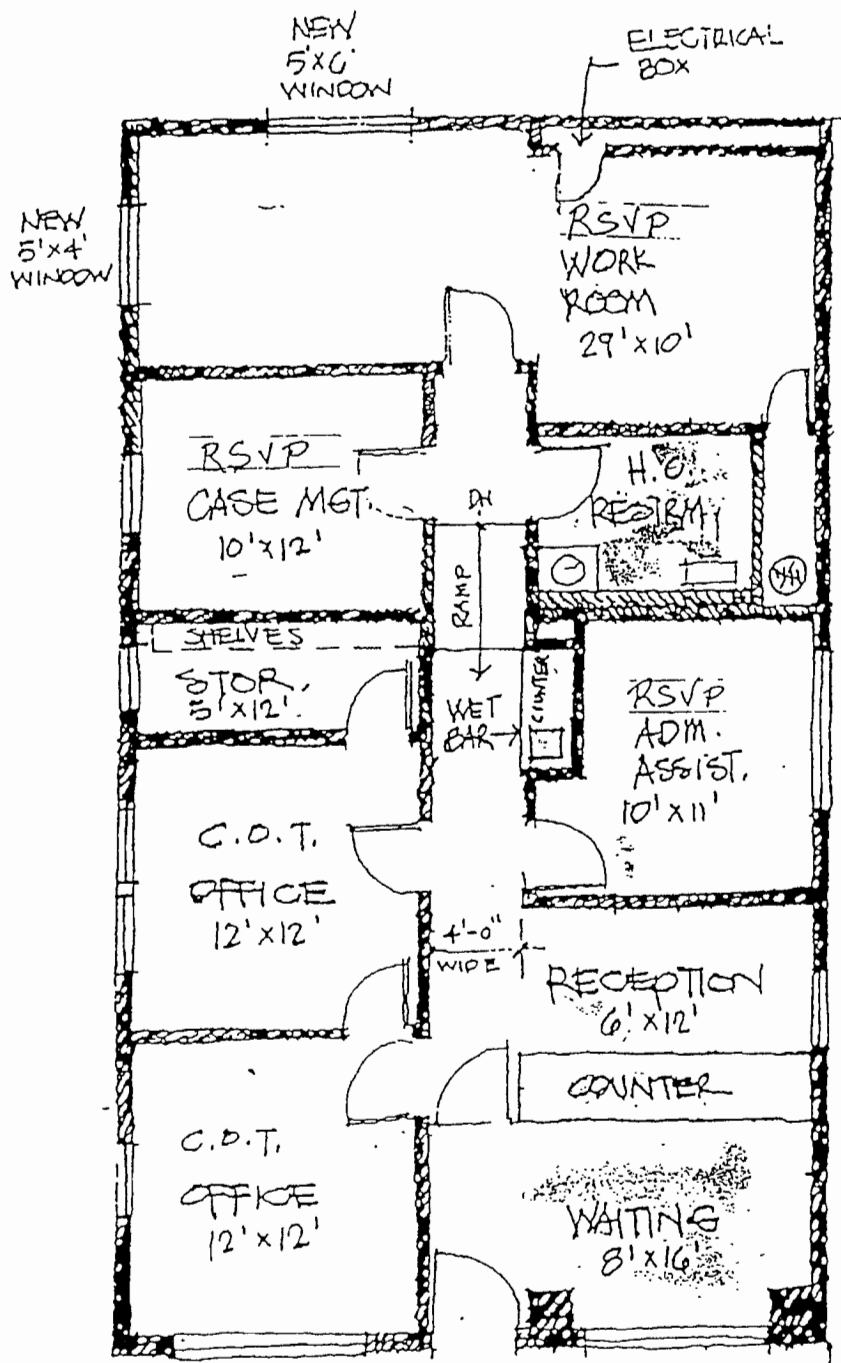 NEW
5'X6'
WINDOW
ELECTRICAL
BOX
NEW
5'X4'
WINDOW
RSVP
WORK
ROOM
29'X10'
RSVP
CASE MGT.
10'X12'
H.C.
RESTRM
DN
RAMP
WH
SHELVES
STOR.
5'X12'
WET
BAR
COUNTER
RSVP
ADM.
ASSIST.
10'X11'
C.O.T.
OFFICE
12'X12'
4'-0"
WIDE
RECEPTION
6'X12'
COUNTER
C.O.T.
OFFICE
12'X12'
WAITING
8'X16'